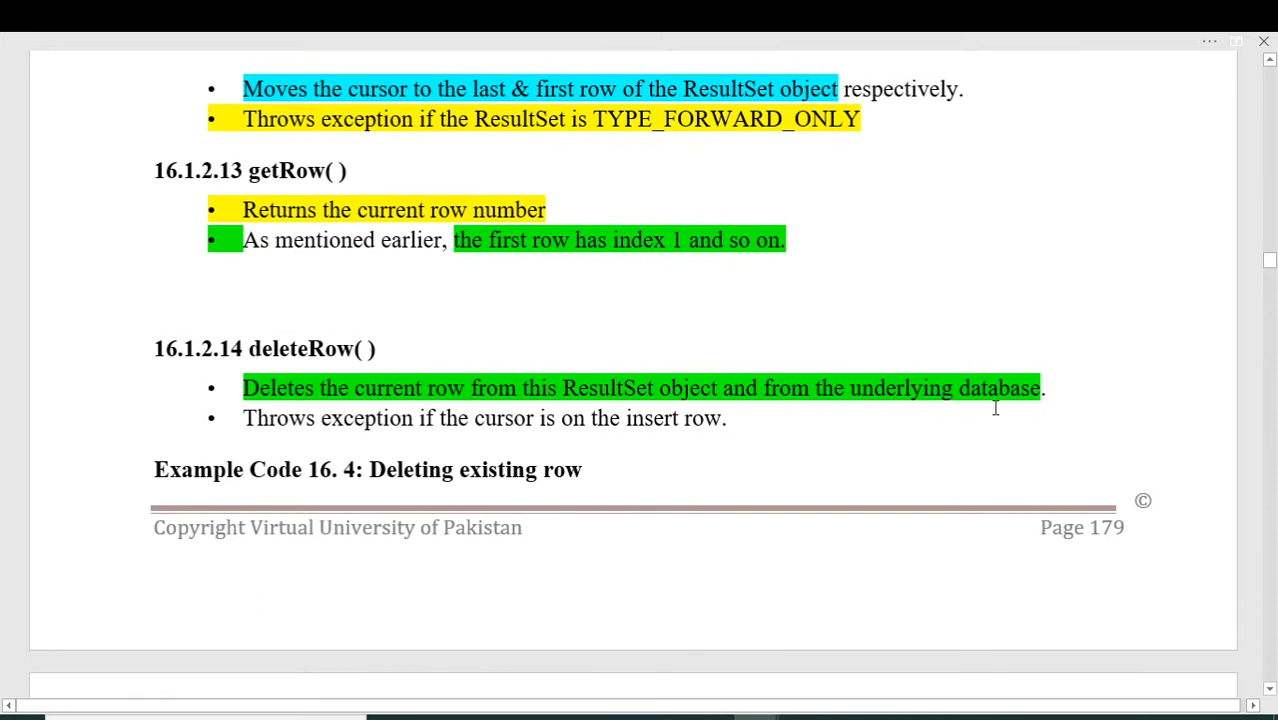 • Moves the cursor to the last & first row of the ResultSet object respectively.
• Throws exception if the ResultSet is TYPE_FORWARD_ONLY
16.1.2.13 getRow( )
• Returns the current row number
• As mentioned earlier, the first row has index 1 and so on.
16.1.2.14 deleteRow( )
• Deletes the current row from this ResultSet object and from the underlying database.
• Throws exception if the cursor is on the insert row.
Example Code 16. 4: Deleting existing row
©
Copyright Virtual University of Pakistan Page 179